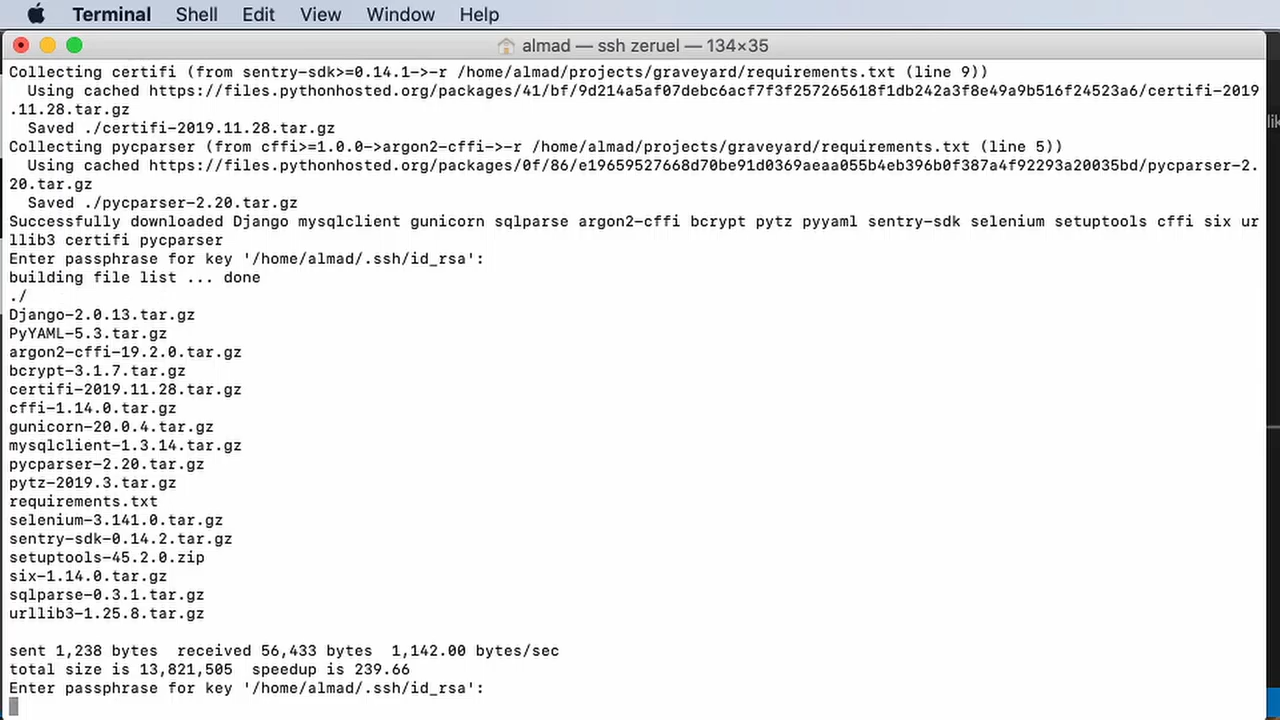 Terminal Shell Edit View Window Help
almad — ssh zeruel — 134×35
Collecting certifi (from sentry-sdk>=0.14.1->-r /home/almad/projects/graveyard/requirements.txt (line 9))
  Using cached https://files.pythonhosted.org/packages/41/bf/9d214a5af07debc6acf7f3f257265618f1db242a3f8e49a9b516f24523a6/certifi-2019
.11.28.tar.gz
  Saved ./certifi-2019.11.28.tar.gz
Collecting pycparser (from cffi>=1.0.0->argon2-cffi->-r /home/almad/projects/graveyard/requirements.txt (line 5))
  Using cached https://files.pythonhosted.org/packages/0f/86/e19659527668d70be91d0369aeaa055b4eb396b0f387a4f92293a20035bd/pycparser-2.
20.tar.gz
  Saved ./pycparser-2.20.tar.gz
Successfully downloaded Django mysqlclient gunicorn sqlparse argon2-cffi bcrypt pytz pyyaml sentry-sdk selenium setuptools cffi six ur
llib3 certifi pycparser
Enter passphrase for key '/home/almad/.ssh/id_rsa':
building file list ... done
./
Django-2.0.13.tar.gz
PyYAML-5.3.tar.gz
argon2-cffi-19.2.0.tar.gz
bcrypt-3.1.7.tar.gz
certifi-2019.11.28.tar.gz
cffi-1.14.0.tar.gz
gunicorn-20.0.4.tar.gz
mysqlclient-1.3.14.tar.gz
pycparser-2.20.tar.gz
pytz-2019.3.tar.gz
requirements.txt
selenium-3.141.0.tar.gz
sentry-sdk-0.14.2.tar.gz
setuptools-45.2.0.zip
six-1.14.0.tar.gz
sqlparse-0.3.1.tar.gz
urllib3-1.25.8.tar.gz
sent 1,238 bytes  received 56,433 bytes  1,142.00 bytes/sec
total size is 13,821,505  speedup is 239.66
Enter passphrase for key '/home/almad/.ssh/id_rsa':